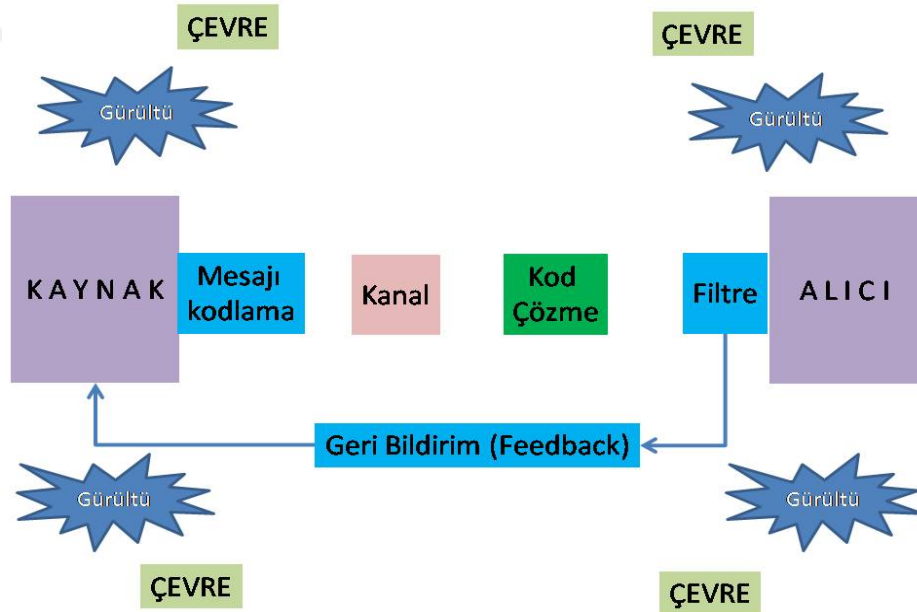 ÇEVRE
ÇEVRE
Gürültü
Gürültü
KAYNAK
Mesajı
kodlama
Kanal
Kod
Çözme
Filtre
ALICI
Geri Bildirim (Feedback)
Gürültü
Gürültü
ÇEVRE
ÇEVRE